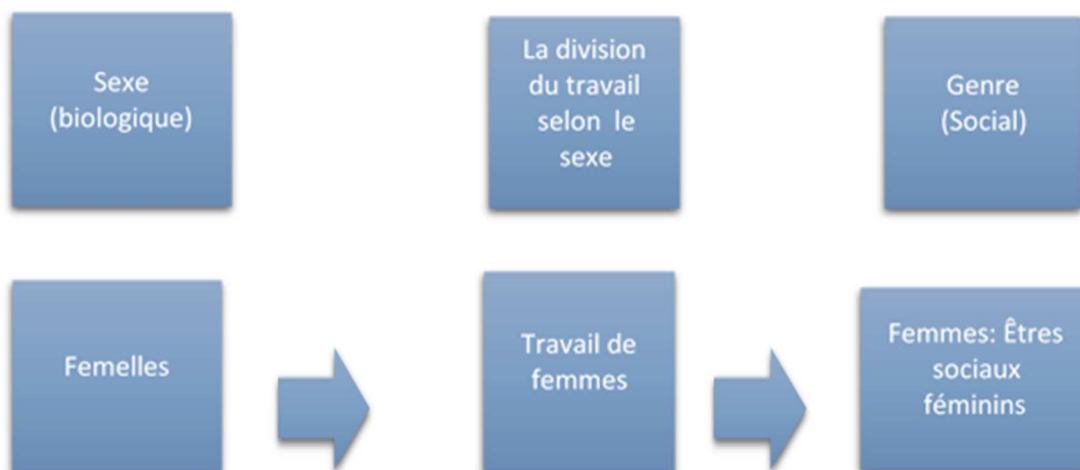 Sexe
(biologique)
La division
du travail
selon le
sexe
Genre
(Social)
Femelles
Travail de
femmes
Femmes: Êtres
sociaux
féminins